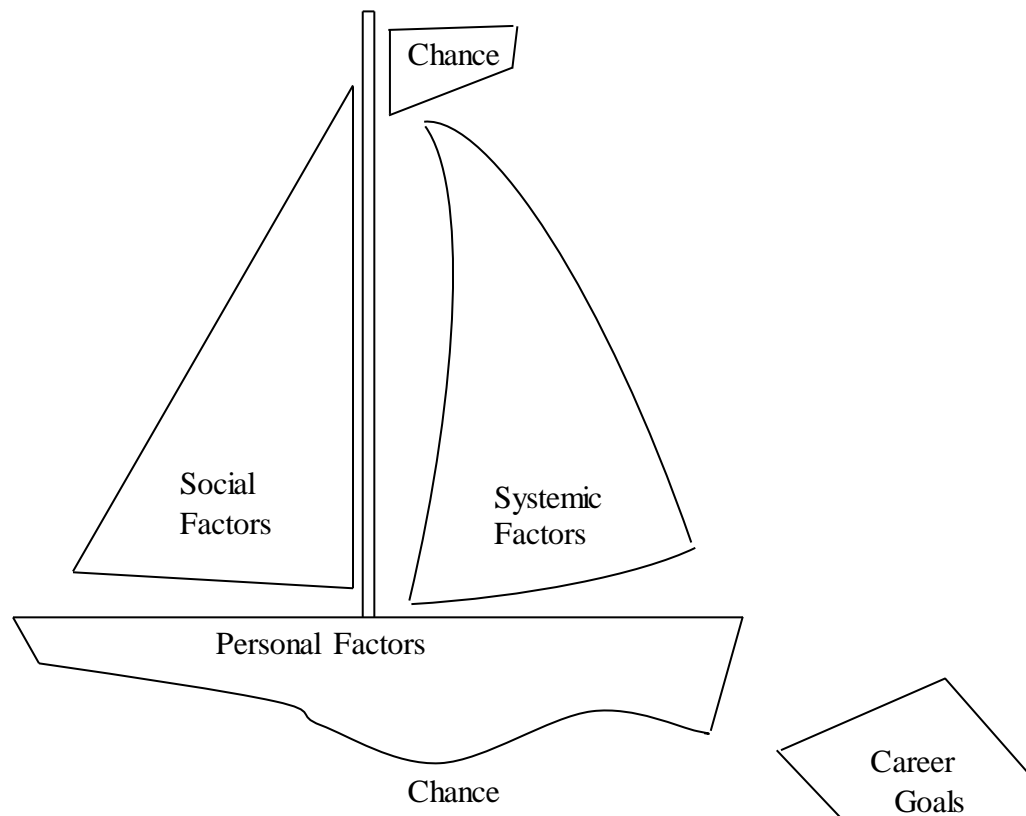 Chance
Social
Factors
Systemic
Factors
Personal Factors
Chance
Career
Goals